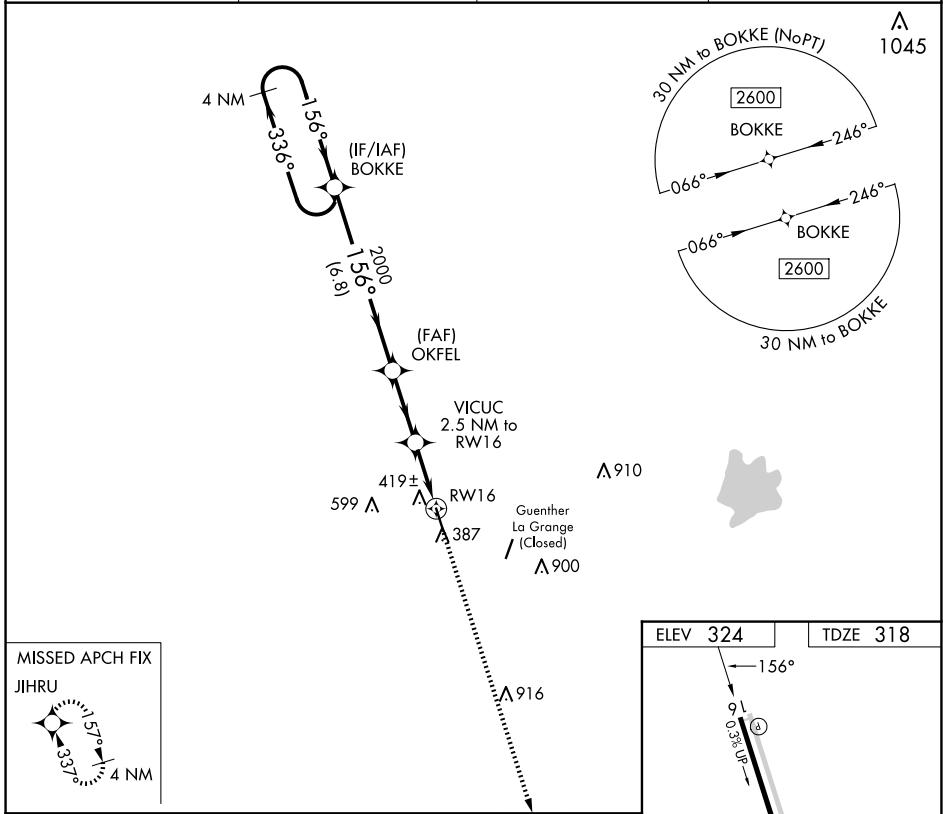 1045
30 NM to BOKKE (NoPT)
2600
BOKKE
246°
066°
246°
066°
BOKKE
2600
30 NM to BOKKE
4 NM
156°
336°
(IF/IAF)
BOKKE
2000
156°
(6.8)
(FAF)
OKFEL
VICUC
2.5 NM to
RW16
910
419±
RW16
599
387
Guenther
La Grange
(Closed)
900
916
MISSED APCH FIX
JIHRU
157°
337°
4 NM
ELEV 324
TDZE 318
156°
16
P
0.3% UP